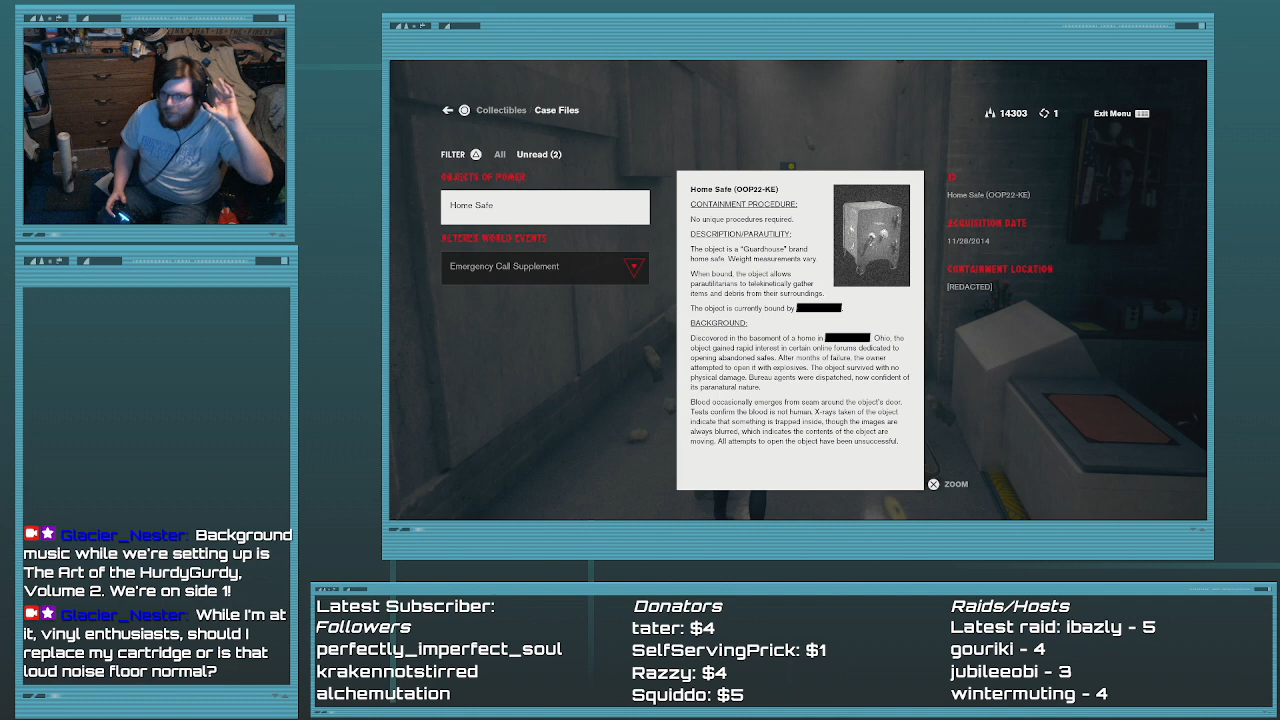 Collectibles / Case Files
14303
1
Exit Menu
FILTER All Unread (2)
OBJECTS OF POWER
Home Safe
ALTERED WORLD EVENTS
Emergency Call Supplement
Home Safe (OOP22-KE)
CONTAINMENT PROCEDURE:
No unique procedures required.
DESCRIPTION/PARAUTILITY:
The object is a "Guardhouse" brand
home safe. Weight measurements vary.
When bound, the object allows
parautilitarians to telekinetically gather
items and debris from their surroundings.
The object is currently bound by
BACKGROUND:
Discovered in the basement of a home in Ohio, the
object gained rapid interest in certain online forums dedicated to
opening abandoned safes. After months of failure, the owner
attempted to open it with explosives. The object survived with no
physical damage. Bureau agents were dispatched, now confident of
its paranatural nature.
Blood occasionally emerges from seam around the object's door.
Tests confirm the blood is not human. X-rays taken of the object
indicate that something is trapped inside, though the images are
always blurred, which indicates the contents of the object are
moving. All attempts to open the object have been unsuccessful.
ID
Home Safe (OOP22-KE)
ACQUISITION DATE
11/28/2014
CONTAINMENT LOCATION
[REDACTED]
ZOOM
Glacier_Nester: Background
music while we're setting up is
The Art of the HurdyGurdy,
Volume 2. We're on side 1!
Glacier_Nester: While I'm at
it, vinyl enthusiasts, should I
replace my cartridge or is that
loud noise floor normal?
Latest Subscriber:
Followers
perfectly_imperfect_soul
krakennotstirred
alchemutation
Donators
tater: $4
SelfServingPrick: $1
Razzy: $4
Squiddo: $5
Raids/Hosts
Latest raid: ibazly - 5
gouriki - 4
jubileeobi - 3
wintermuting - 4